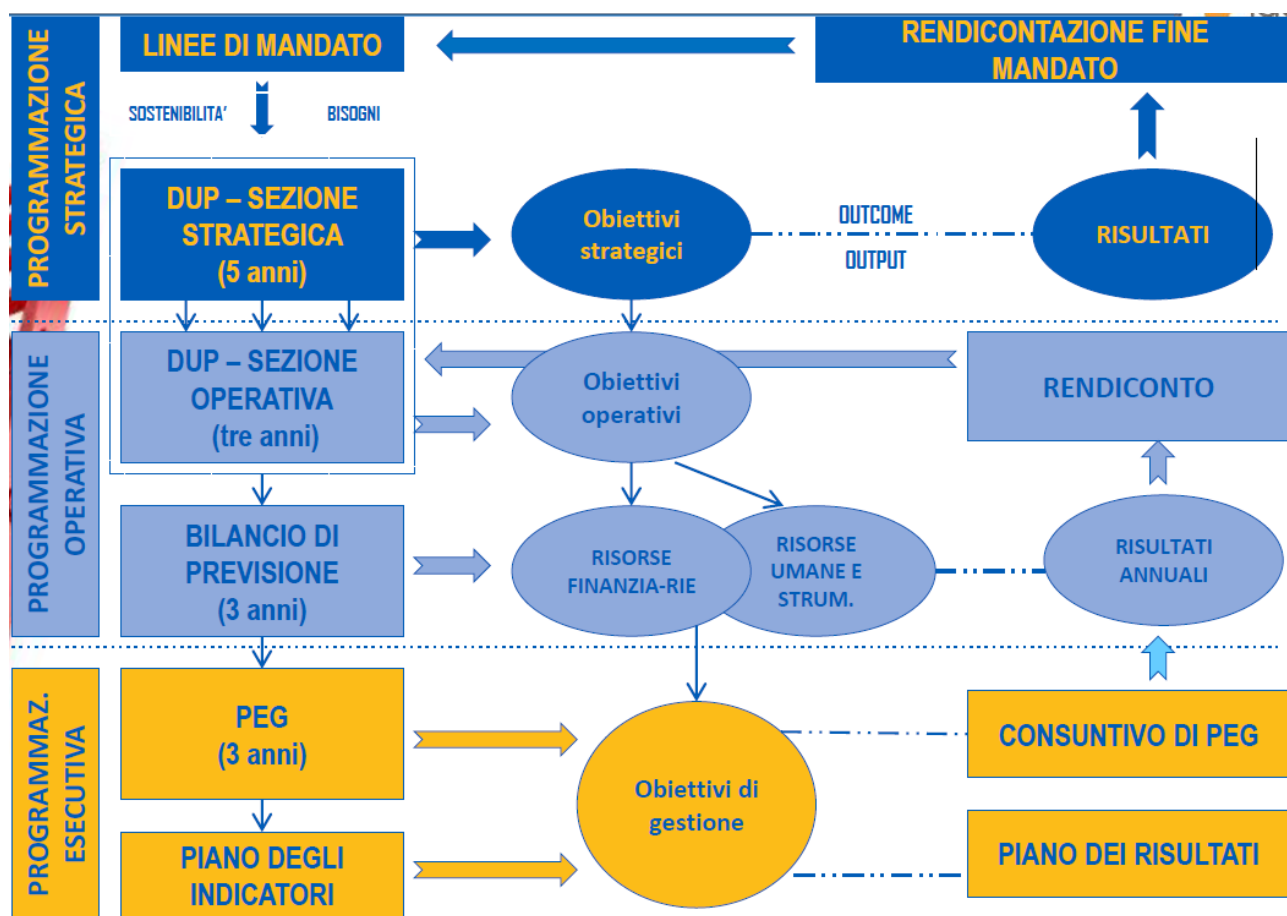 PROGRAMMAZIONE
STRATEGICA
LINEE DI MANDATO
RENDICONTAZIONE FINE
MANDATO
SOSTENIBILITA’
BISOGNI
DUP – SEZIONE
STRATEGICA
(5 anni)
Obiettivi
strategici
OUTCOME
OUTPUT
RISULTATI
PROGRAMMAZIONE
OPERATIVA
DUP – SEZIONE
OPERATIVA
(tre anni)
Obiettivi
operativi
RENDICONTO
BILANCIO DI
PREVISIONE
(3 anni)
RISORSE
FINANZIA-RIE
RISORSE
UMANE E
STRUM.
RISULTATI
ANNUALI
PROGRAMMAZ.
ESECUTIVA
PEG
(3 anni)
Obiettivi di
gestione
CONSUNTIVO DI PEG
PIANO DEGLI
INDICATORI
PIANO DEI RISULTATI